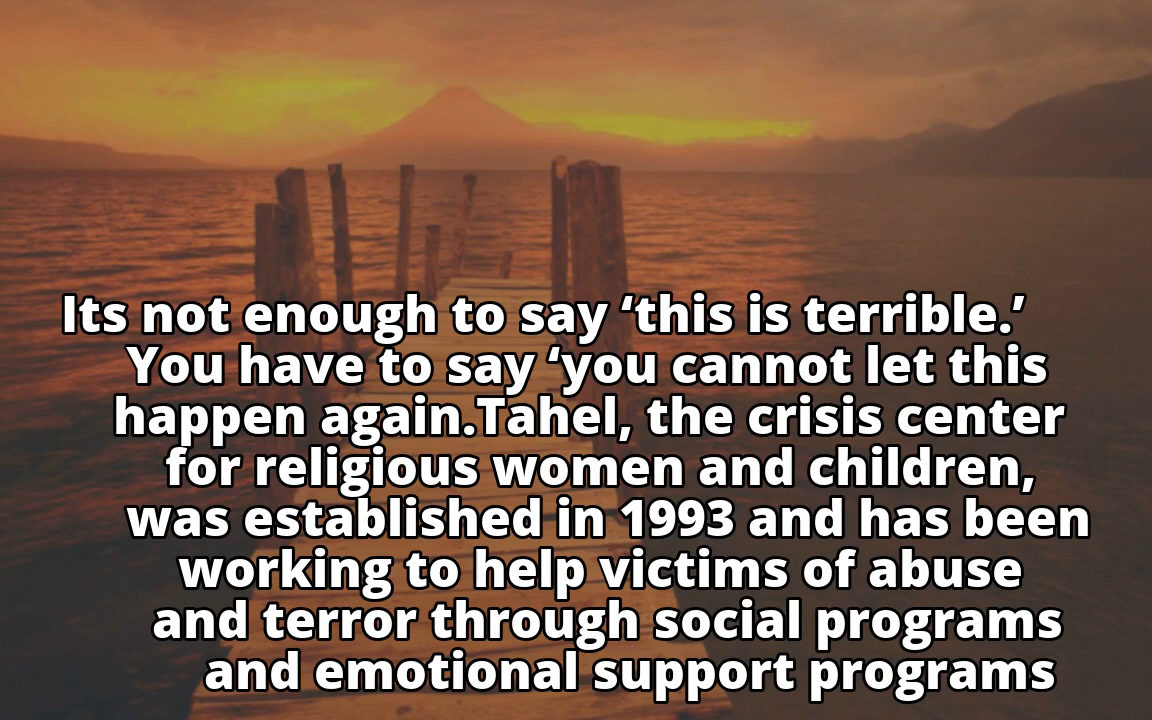 Its not enough to say ‘this is terrible.’
You have to say ‘you cannot let this
happen again.Tahel, the crisis center
for religious women and children,
was established in 1993 and has been
working to help victims of abuse
and terror through social programs
and emotional support programs